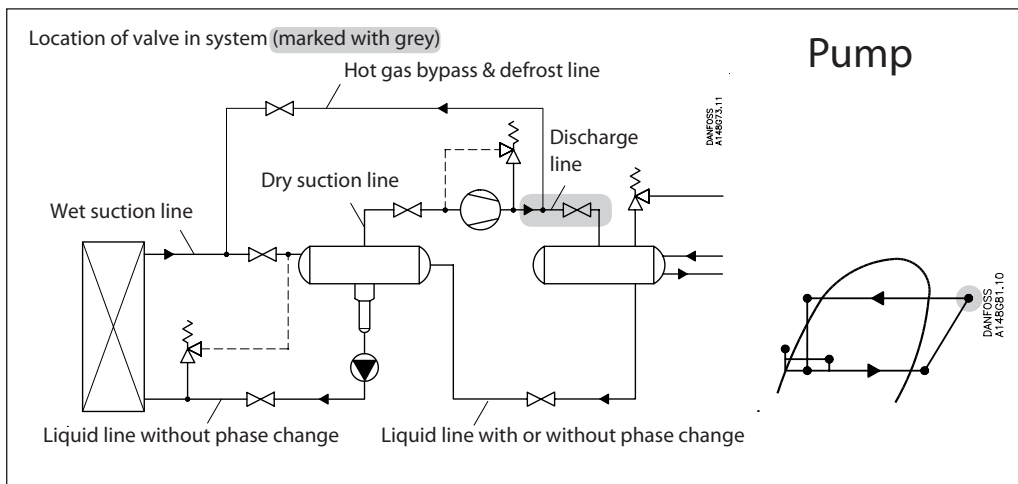 Location of valve in system (marked with grey)
Pump
Hot gas bypass & defrost line
DANFOSS
A148G73.11
Discharge
line
Dry suction line
Wet suction line
DANFOSS
A148G81.10
Liquid line without phase change
Liquid line with or without phase change